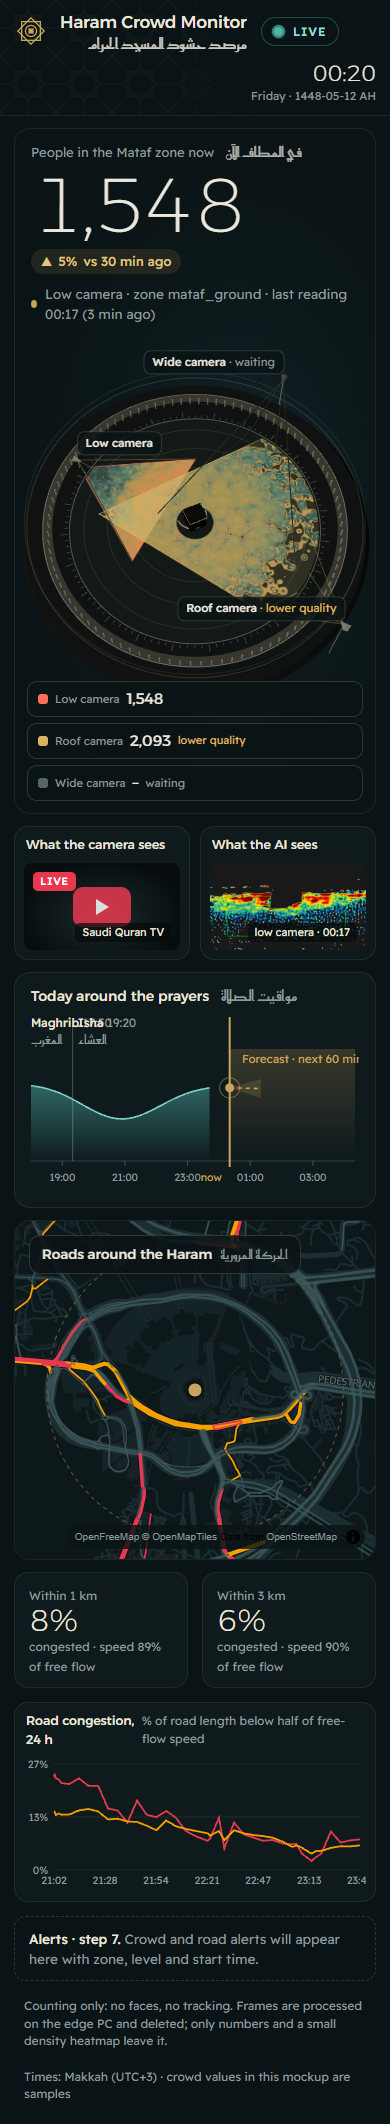 Haram Crowd Monitor
مرصد حشود المسجد الحرام
LIVE
00:20
Friday · 1448-05-12 AH
People in the Mataf zone now في المطاف الآن
1,548
▲ 5% vs 30 min ago
Low camera · zone mataf_ground · last reading
00:17 (3 min ago)
Wide camera · waiting
Low camera
Roof camera · lower quality
Low camera 1,548
Roof camera 2,093 lower quality
Wide camera – waiting
What the camera sees
LIVE
Saudi Quran TV
What the AI sees
low camera · 00:17
Today around the prayers مواقيت الصلاة
Maghrib Isha 19:20
المغرب العشاء
Forecast · next 60 min
19:00 21:00 23:00 now 01:00 03:00
Roads around the Haram الحركة المرورية
PEDESTRIAN
OpenFreeMap © OpenMapTiles Data from OpenStreetMap
Within 1 km
8%
congested · speed 89%
of free flow
Within 3 km
6%
congested · speed 90%
of free flow
Road congestion, 24 h
% of road length below half of free-
flow speed
27%
13%
0%
21:02 21:28 21:54 22:21 22:47 23:13 23:4
Alerts · step 7. Crowd and road alerts will appear
here with zone, level and start time.
Counting only: no faces, no tracking. Frames are processed
on the edge PC and deleted; only numbers and a small
density heatmap leave it.
Times: Makkah (UTC+3) · crowd values in this mockup are
samples